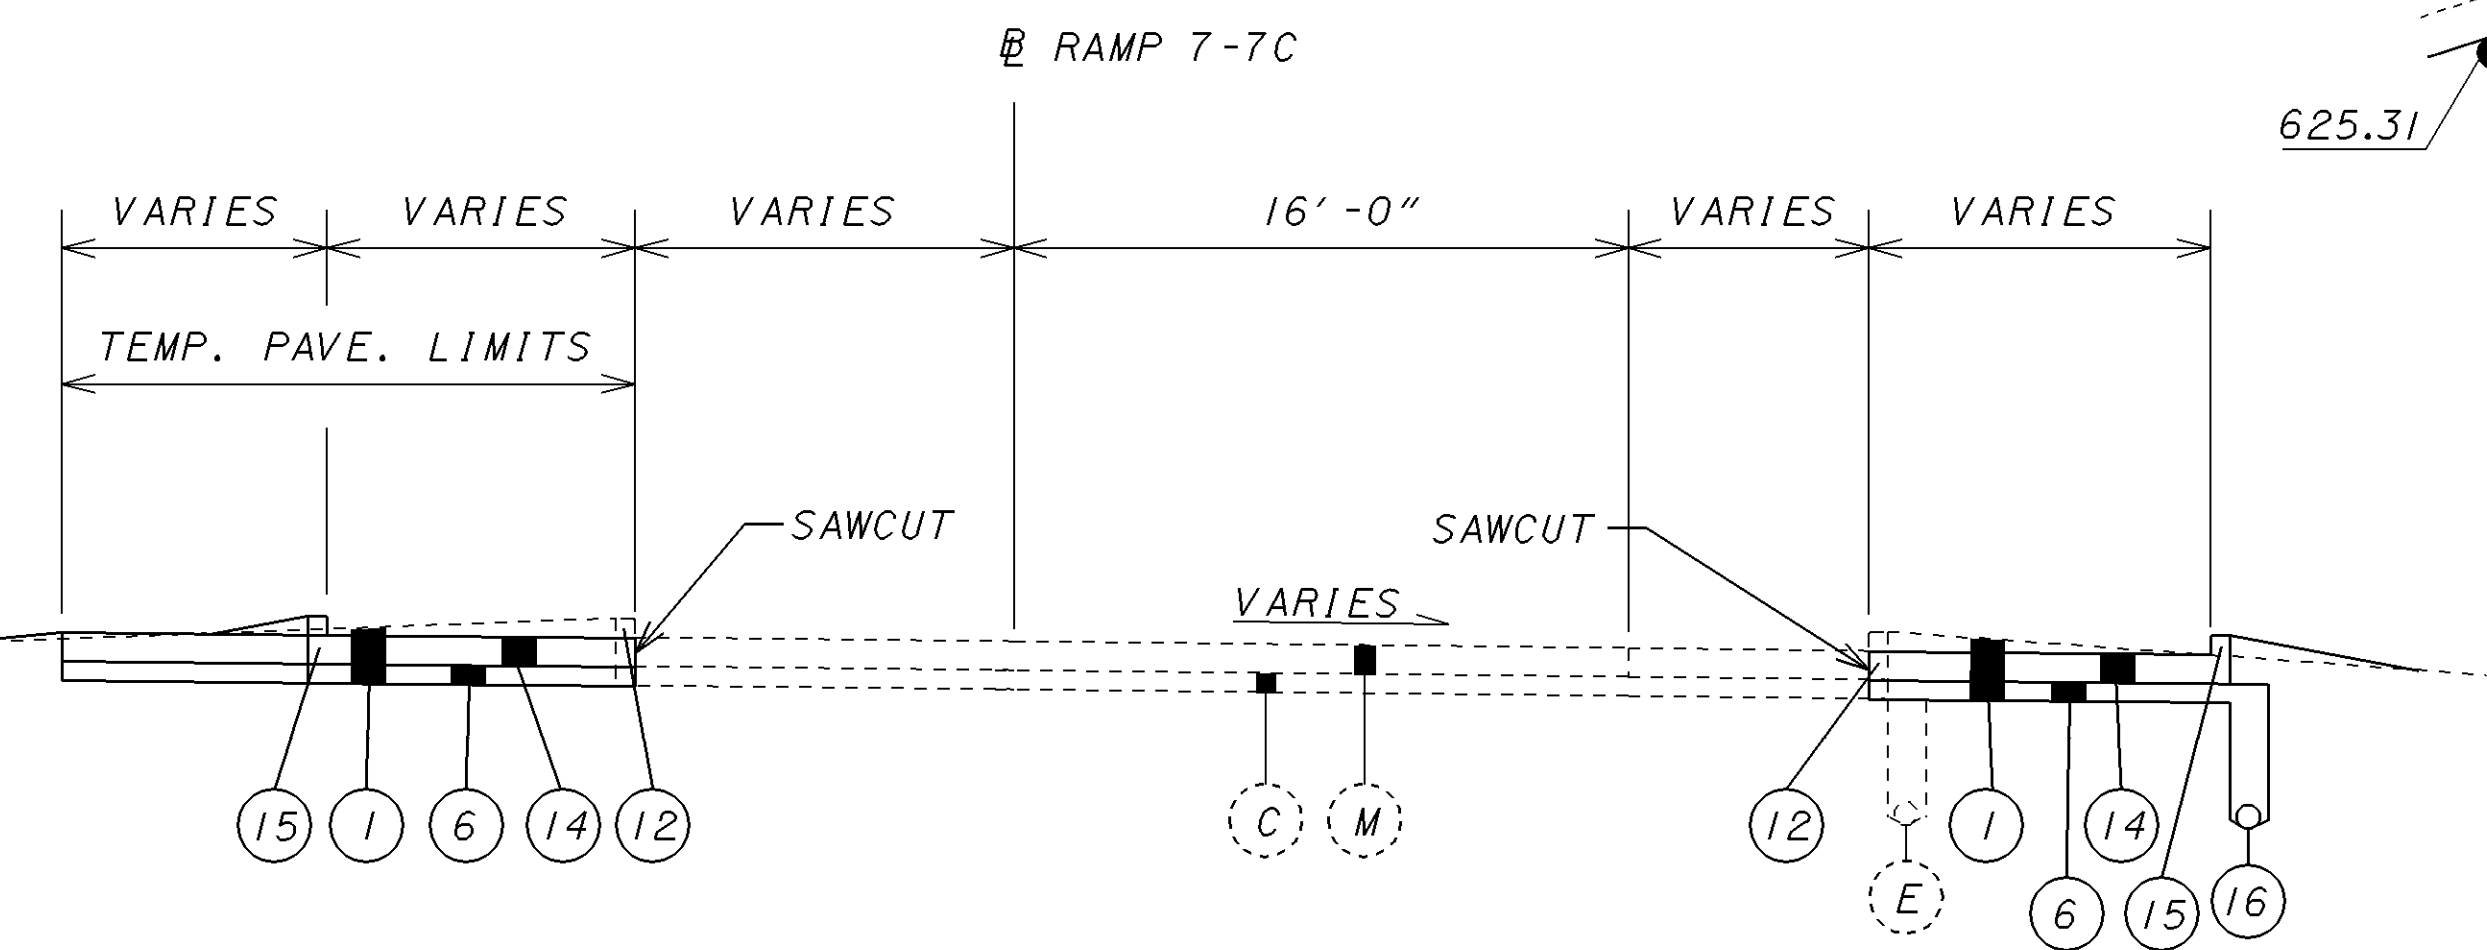 ℄ RAMP 7-7C
625.31
VARIES VARIES VARIES 16'-0" VARIES VARIES
TEMP. PAVE. LIMITS
SAWCUT SAWCUT
VARIES
15 1 6 14 12 C M 12 1 14
E 6 15 16